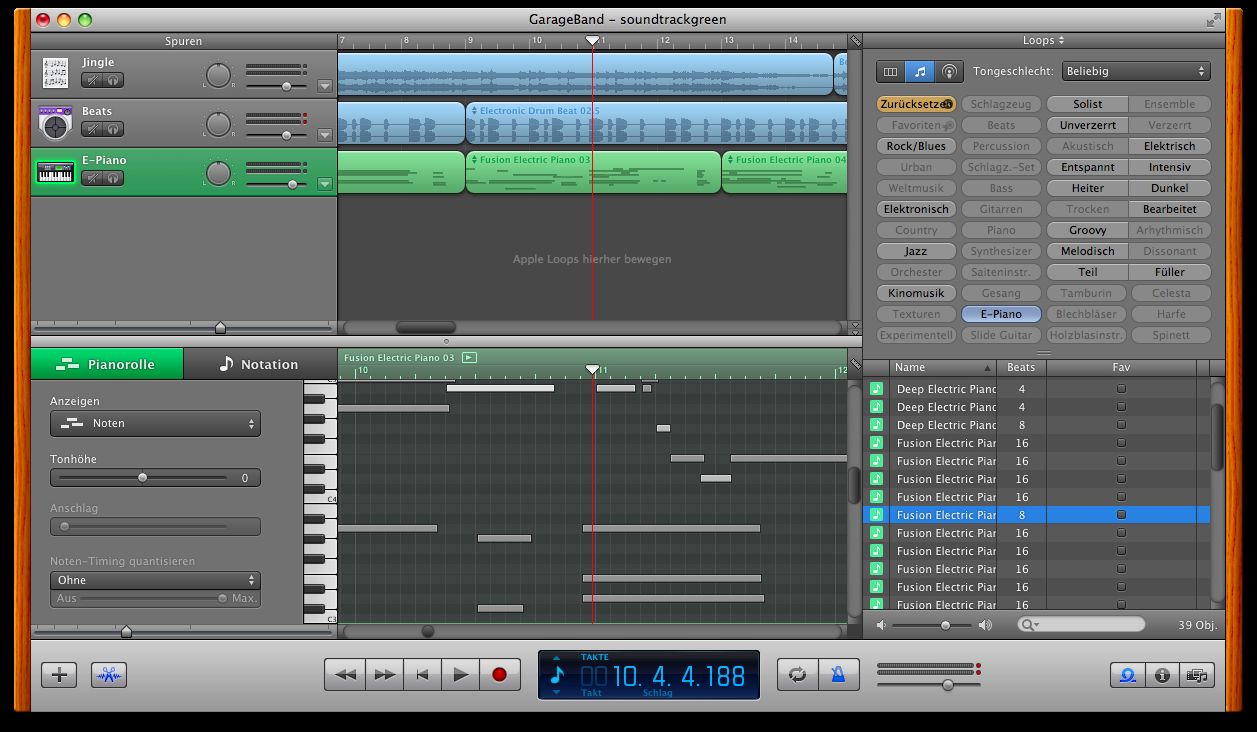 GarageBand – soundtrackgreen
Spuren
7 8 9 10 11 12 13 14
Loops
Jingle
L R
Beats
L R
E-Piano
L R
Electronic Drum Beat 02.5
Fusion Electric Piano 03
Fusion Electric Piano 04
Apple Loops hierher bewegen
Tongeschlecht: Beliebig
Zurücksetzen Schlagzeug Solist Ensemble
Favoriten Beats Unverzerrt Verzerrt
Rock/Blues Percussion Akustisch Elektrisch
Urban Schlagz.-Set Entspannt Intensiv
Weltmusik Bass Heiter Dunkel
Elektronisch Gitarren Trocken Bearbeitet
Country Piano Groovy Arhythmisch
Jazz Synthesizer Melodisch Dissonant
Orchester Saiteninstr. Teil Füller
Kinomusik Gesang Tamburin Celesta
Texturen E-Piano Blechbläser Harfe
Experimentell Slide Guitar Holzblasinstr. Spinett
Pianorolle
Notation
Fusion Electric Piano 03
10 11 12
Anzeigen
Noten
Tonhöhe
0
Anschlag
Noten-Timing quantisieren
Ohne
Aus Max.
C4
C3
Name Beats Fav
Deep Electric Pianc 4
Deep Electric Pianc 4
Deep Electric Pianc 8
Fusion Electric Piar 16
Fusion Electric Piar 16
Fusion Electric Piar 16
Fusion Electric Piar 16
Fusion Electric Piar 8
Fusion Electric Piar 16
Fusion Electric Piar 16
Fusion Electric Piar 16
Fusion Electric Piar 16
Fusion Electric Piar 16
39 Obj.
TAKTE
10. 4. 4.188
Takt Schlag